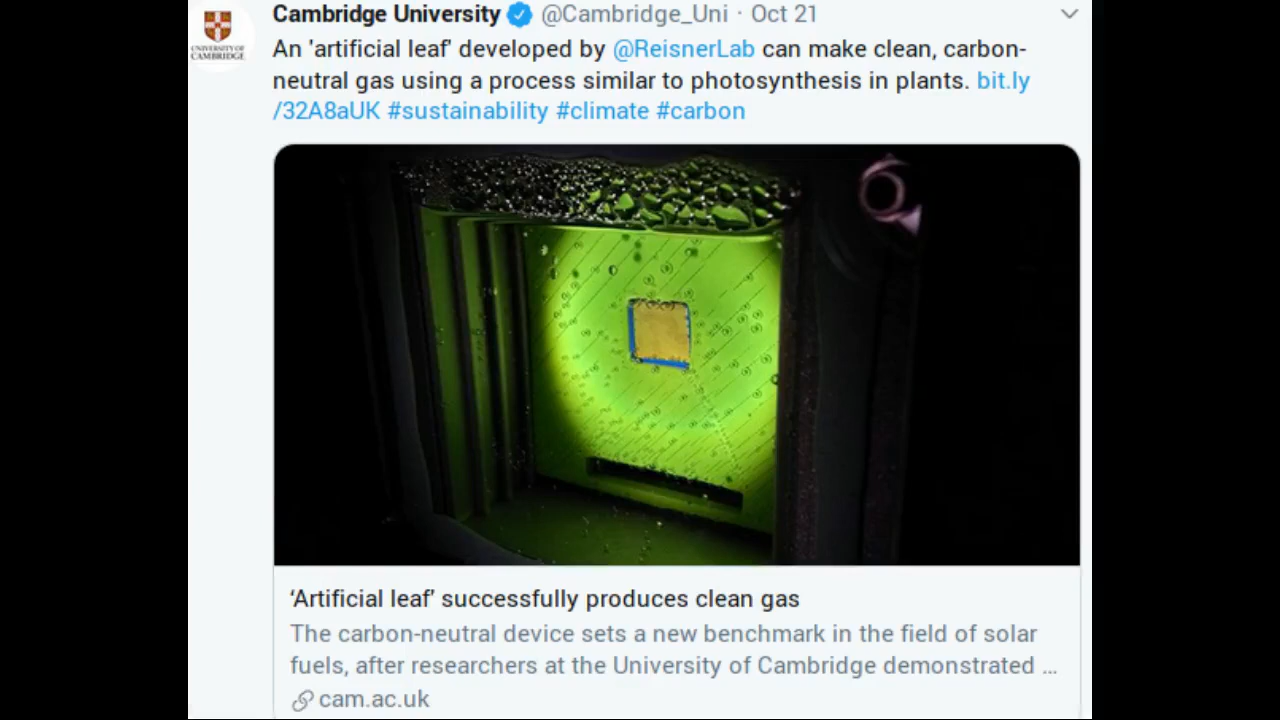 Cambridge University @Cambridge_Uni · Oct 21
UNIVERSITY OF
CAMBRIDGE
An 'artificial leaf' developed by @ReisnerLab can make clean, carbon-
neutral gas using a process similar to photosynthesis in plants. bit.ly
/32A8aUK #sustainability #climate #carbon
‘Artificial leaf’ successfully produces clean gas
The carbon-neutral device sets a new benchmark in the field of solar
fuels, after researchers at the University of Cambridge demonstrated ...
cam.ac.uk